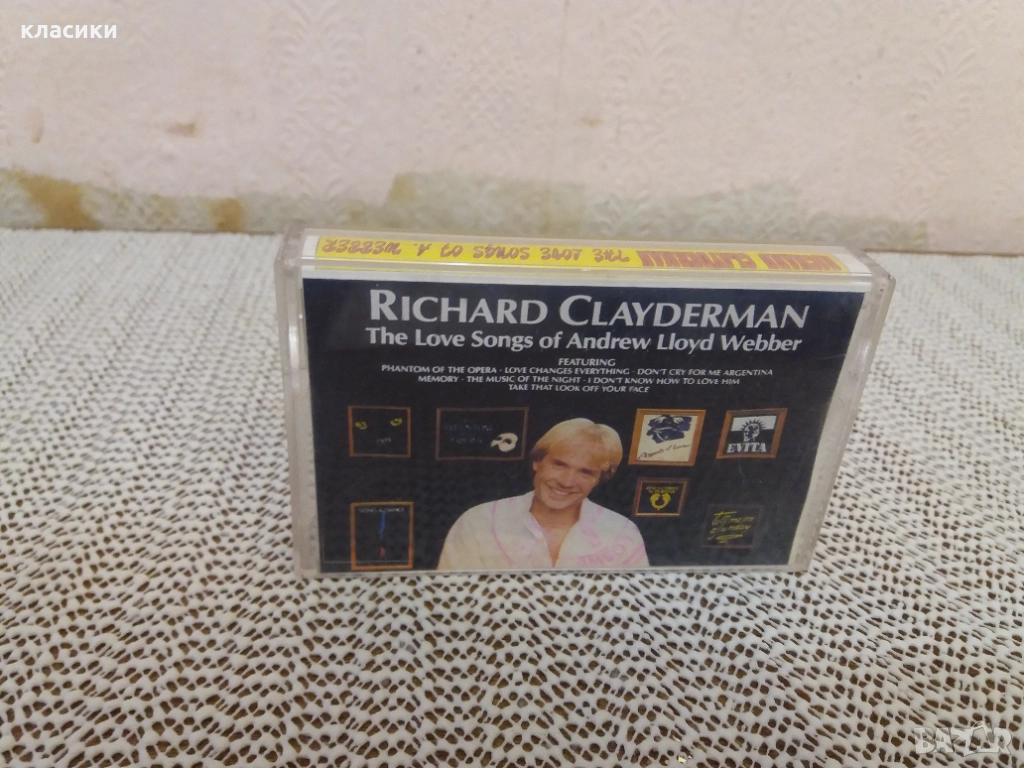 класики
THE LOVE SONGS OF A. WEBBER
RICHARD CLAYDERMAN
The Love Songs of Andrew Lloyd Webber
FEATURING
PHANTOM OF THE OPERA - LOVE CHANGES EVERYTHING - DON'T CRY FOR ME ARGENTINA
MEMORY - THE MUSIC OF THE NIGHT - I DON'T KNOW HOW TO LOVE HIM
TAKE THAT LOOK OFF YOUR FACE
EVITA
BAZAR